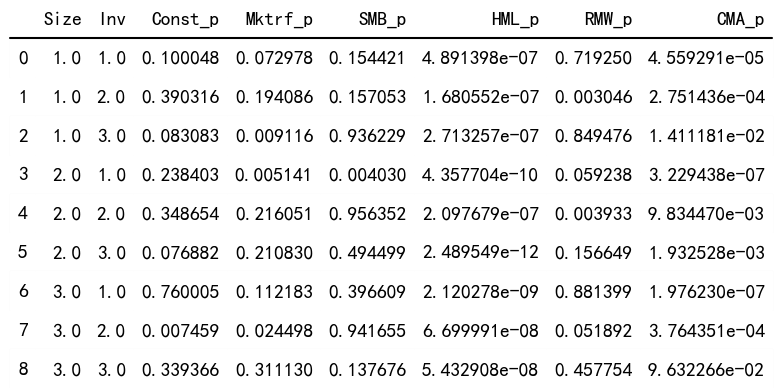 Size Inv Const_p Mktrf_p SMB_p HML_p RMW_p CMA_p
0 1.0 1.0 0.100048 0.072978 0.154421 4.891398e-07 0.719250 4.559291e-05
1 1.0 2.0 0.390316 0.194086 0.157053 1.680552e-07 0.003046 2.751436e-04
2 1.0 3.0 0.083083 0.009116 0.936229 2.713257e-07 0.849476 1.411181e-02
3 2.0 1.0 0.238403 0.005141 0.004030 4.357704e-10 0.059238 3.229438e-07
4 2.0 2.0 0.348654 0.216051 0.956352 2.097679e-07 0.003933 9.834470e-03
5 2.0 3.0 0.076882 0.210830 0.494499 2.489549e-12 0.156649 1.932528e-03
6 3.0 1.0 0.760005 0.112183 0.396609 2.120278e-09 0.881399 1.976230e-07
7 3.0 2.0 0.007459 0.024498 0.941655 6.699991e-08 0.051892 3.764351e-04
8 3.0 3.0 0.339366 0.311130 0.137676 5.432908e-08 0.457754 9.632266e-02